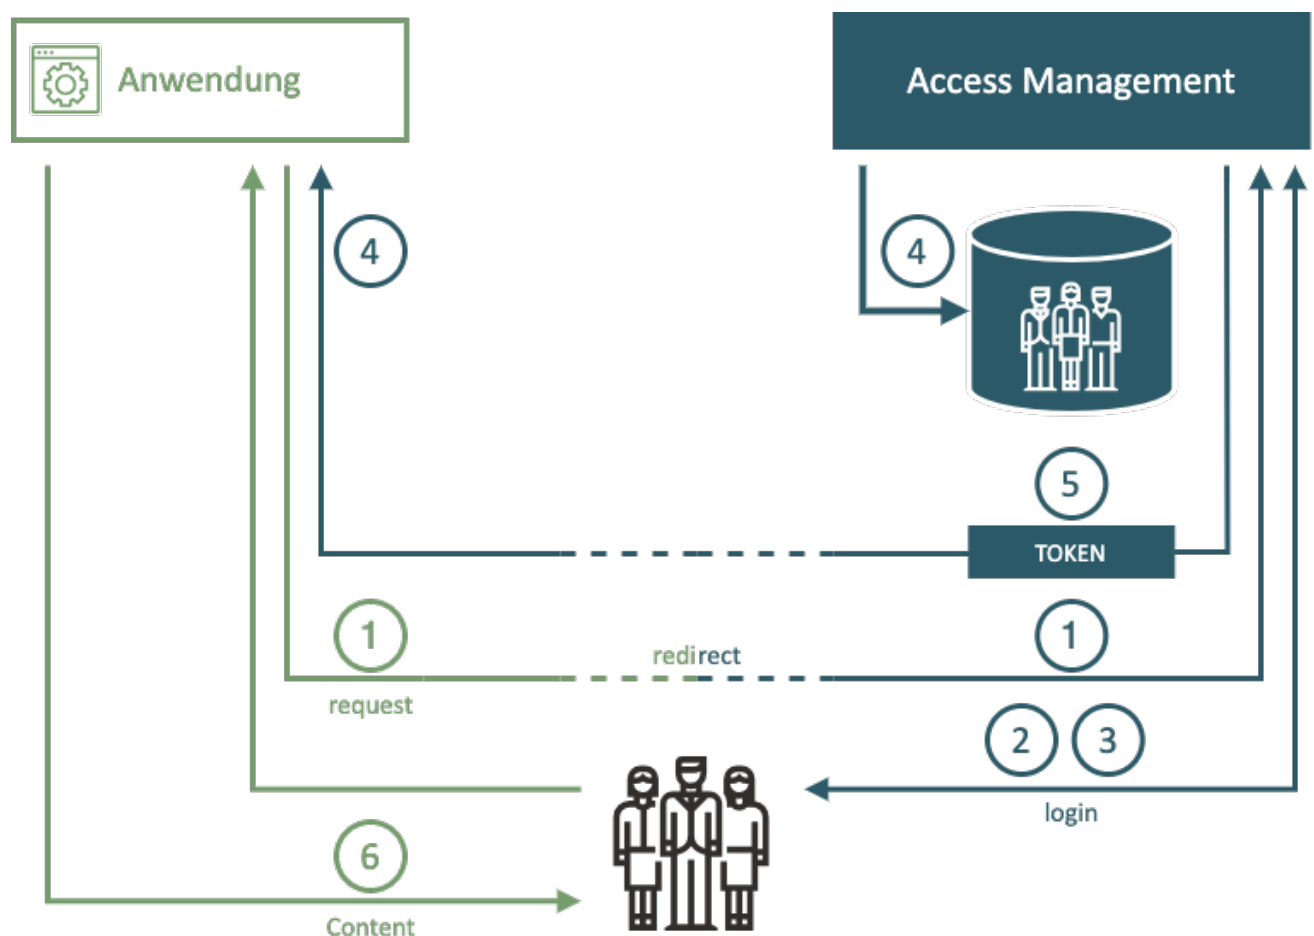 Anwendung
Access Management
4
4
5
TOKEN
1
1
redirect
request
2
3
login
6
Content